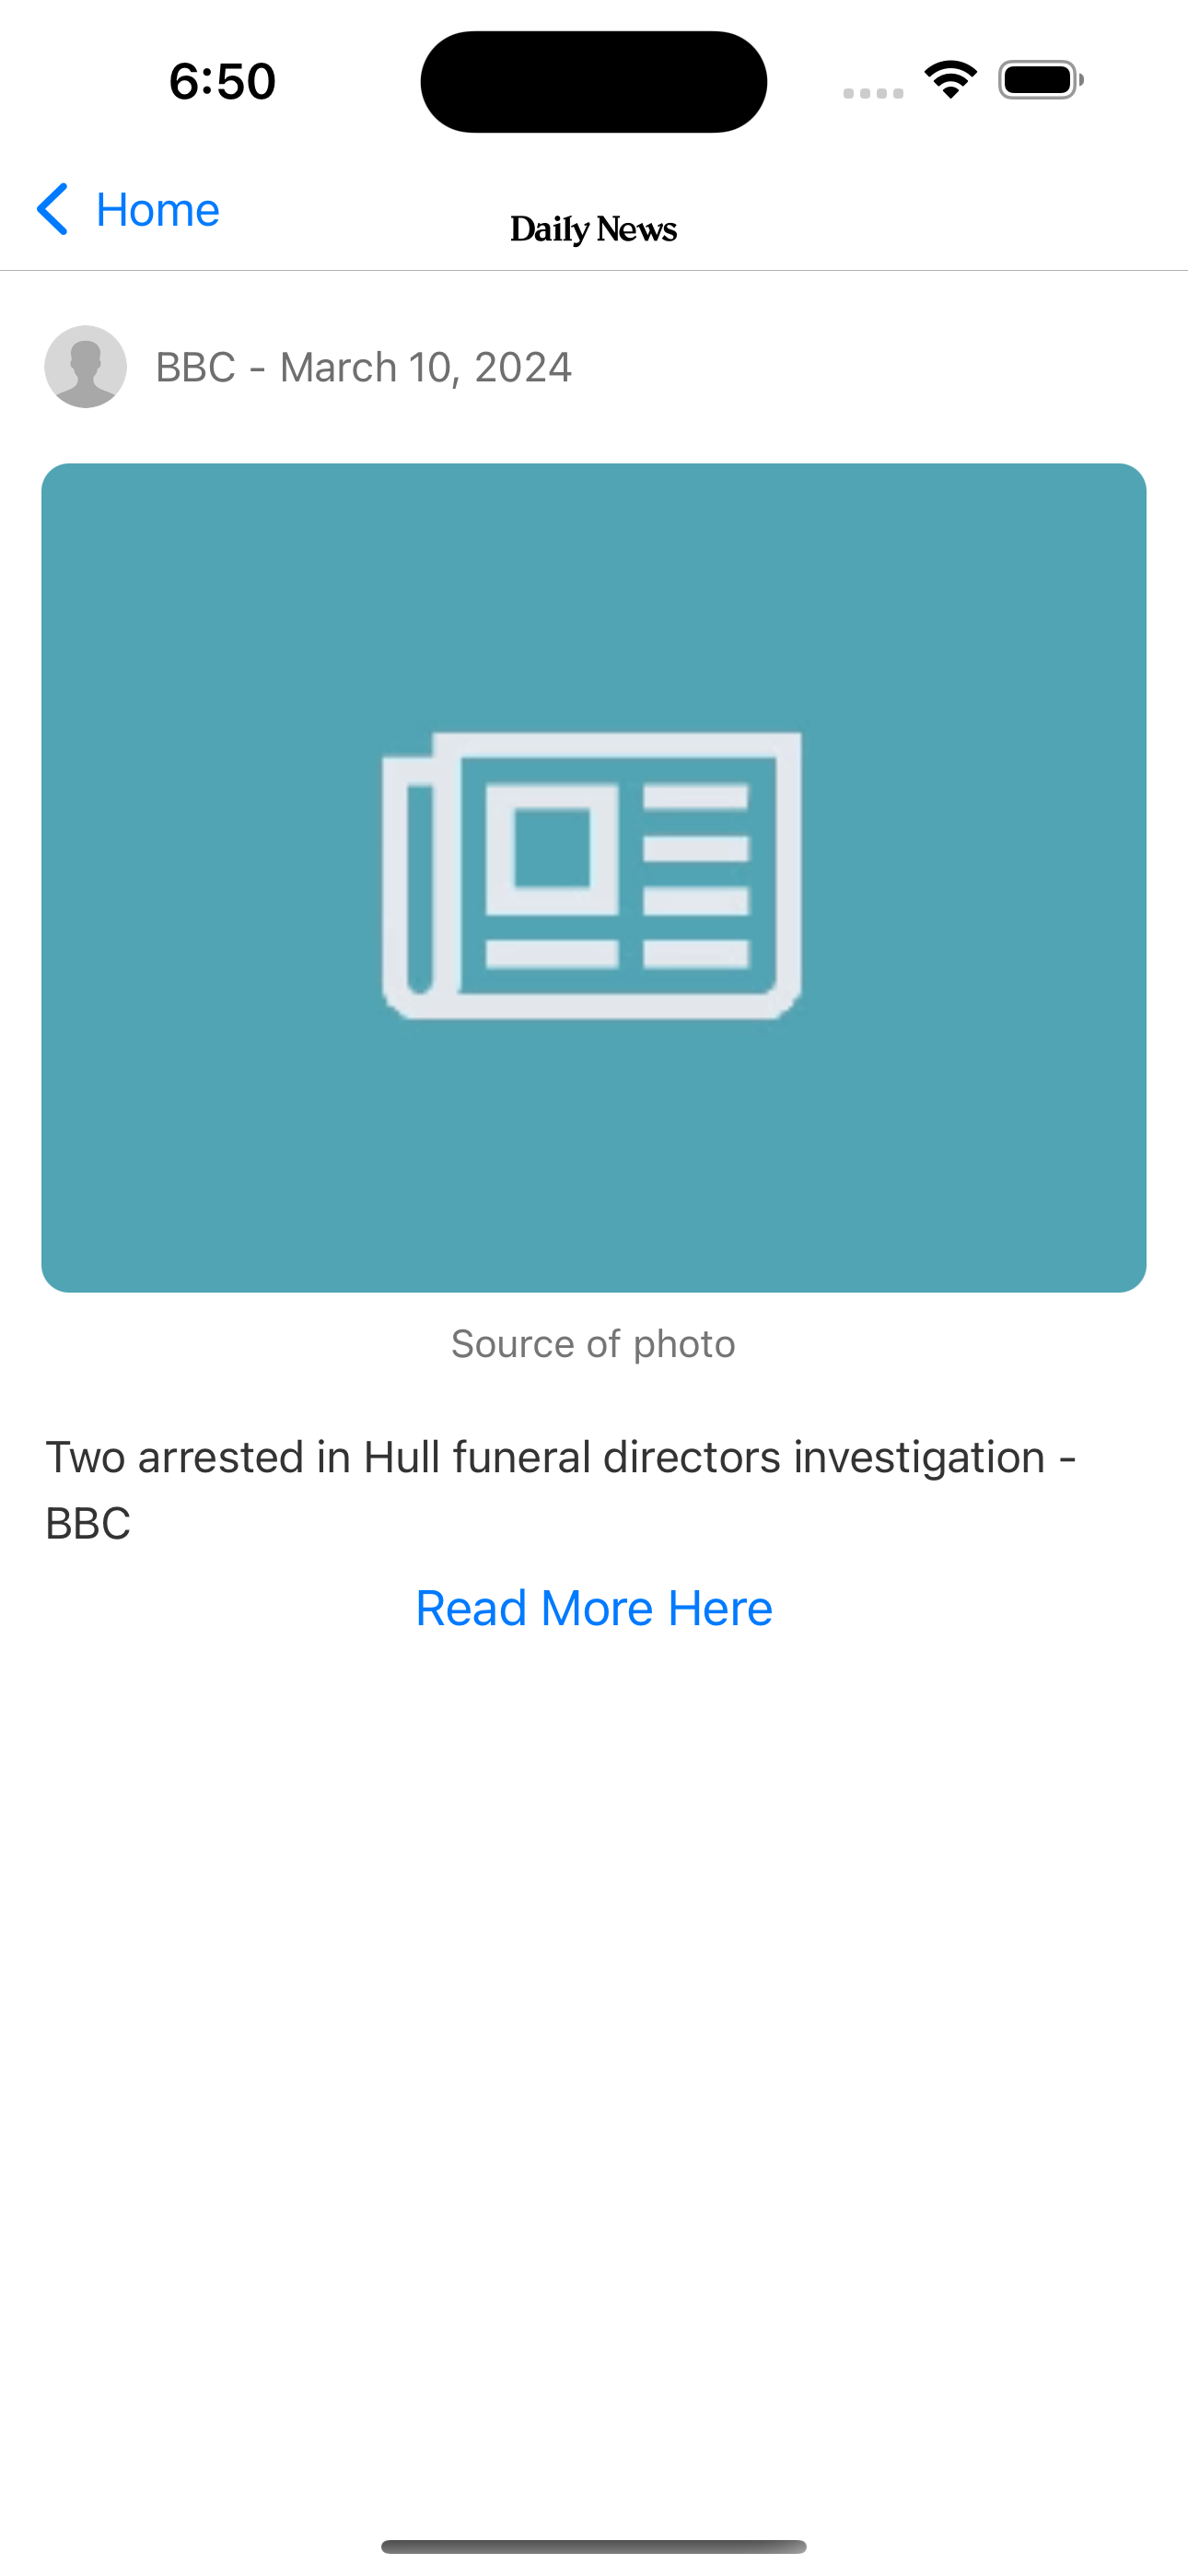 6:50
Home
Daily News
BBC - March 10, 2024
Source of photo
Two arrested in Hull funeral directors investigation -
BBC
Read More Here